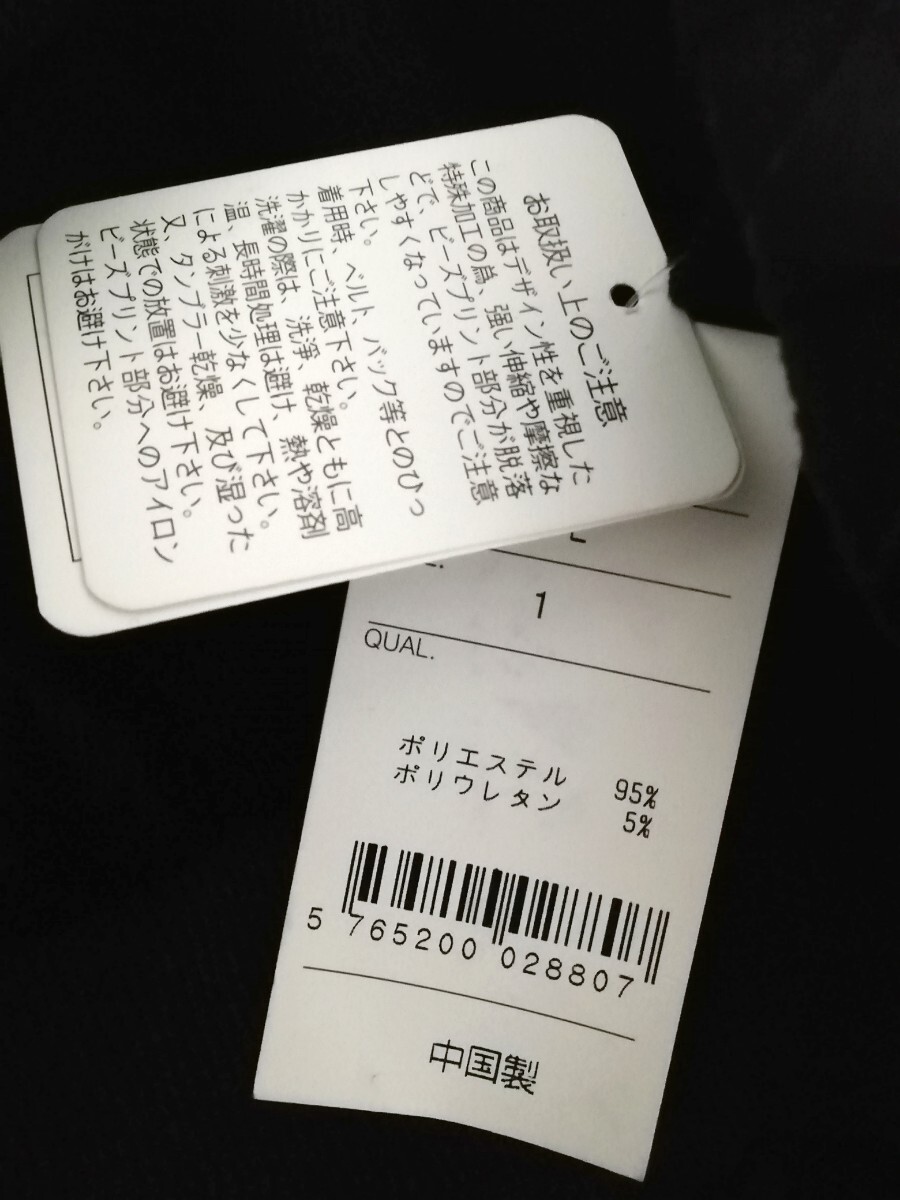 お取扱い上のご注意
この商品はデザイン性を重視した
特殊加工の為、強い伸縮や摩擦な
どで、ビーズプリント部分が脱落
しやすくなっていますのでご注意
下さい。
着用時、ベルト、バック等とのひっ
かかりにご注意下さい。
洗濯の際は、洗浄、乾燥ともに高
温、長時間処理は避け、熱や溶剤
による刺激を少なくして下さい。
又、タンブラー乾燥、及び湿った
状態での放置はお避け下さい。
ビーズプリント部分へのアイロン
がけはお避け下さい。
1
QUAL.
ポリエステル 95%
ポリウレタン 5%
5 765200 028807
中国製